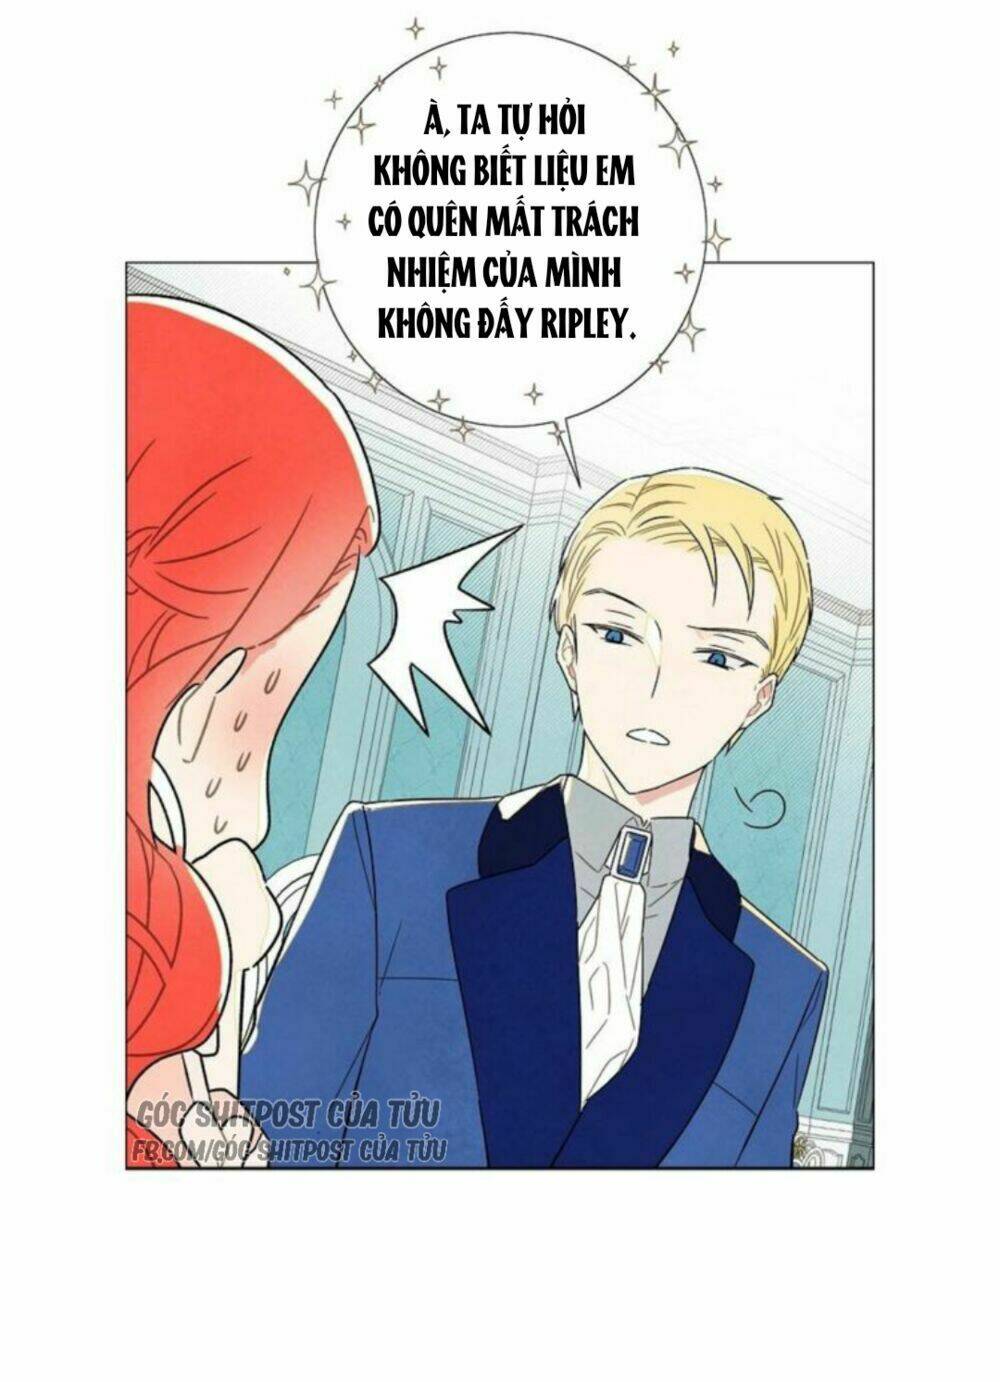 À, TA TỰ HỎI
KHÔNG BIẾT LIỆU EM
CÓ QUÊN MẤT TRÁCH
NHIỆM CỦA MÌNH
KHÔNG ĐẤY RIPLEY.
GÓC SHITPOST CỦA TỬU
FB.COM/GÓC SHITPOST CỦA TỬU